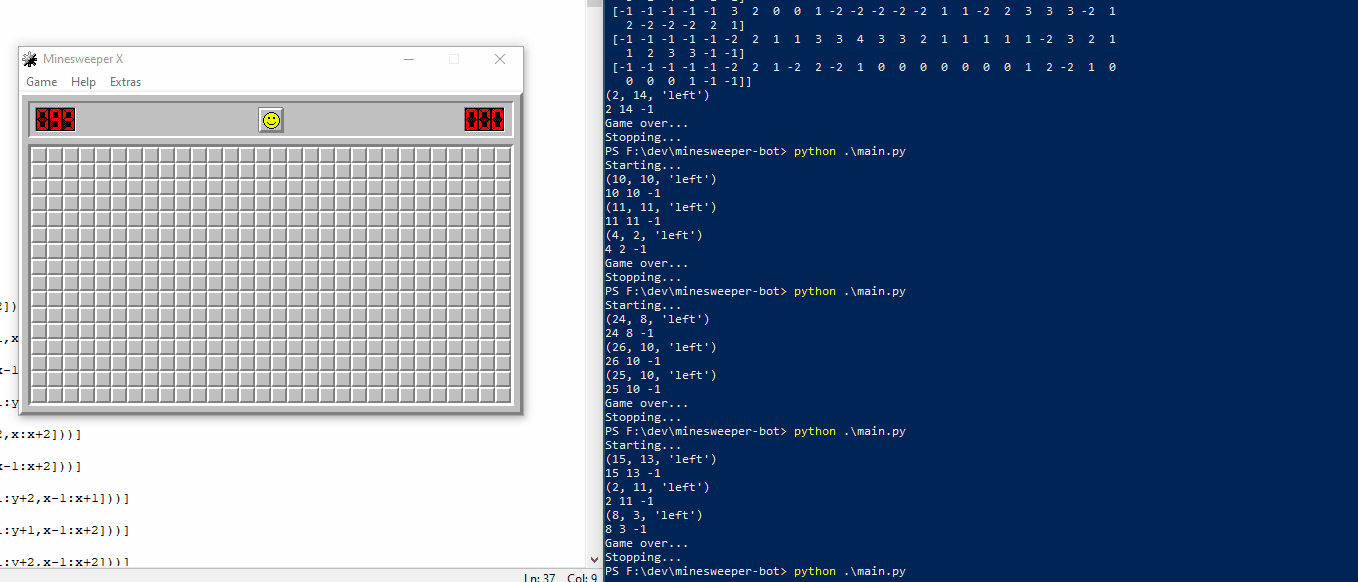 Minesweeper X
Game Help Extras
099
000
2])
1,x
x-1
1:y
2,x:x+2]))]
x-1:x+2]))]
1:y+2,x-1:x+1]))]
1:y+1,x-1:x+2]))]
1:y+2,x-1:x+2]))]
Ln: 37 Col: 9
[-1 -1 -1 -1 -1 3 2 0 0 1 -2 -2 -2 -2 -2 1 1 -2 2 3 3 3 -2 1
2 -2 -2 -2 2 1]
[-1 -1 -1 -1 -1 -2 2 1 1 3 3 4 3 3 2 1 1 1 1 1 -2 3 2 1
1 2 3 3 -1 -1]
[-1 -1 -1 -1 -1 -2 2 1 -2 2 -2 1 0 0 0 0 0 0 0 1 2 -2 1 0
0 0 0 1 -1 -1]]
(2, 14, 'left')
2 14 -1
Game over...
Stopping...
PS F:\dev\minesweeper-bot> python .\main.py
Starting...
(10, 10, 'left')
10 10 -1
(11, 11, 'left')
11 11 -1
(4, 2, 'left')
4 2 -1
Game over...
Stopping...
PS F:\dev\minesweeper-bot> python .\main.py
Starting...
(24, 8, 'left')
24 8 -1
(26, 10, 'left')
26 10 -1
(25, 10, 'left')
25 10 -1
Game over...
Stopping...
PS F:\dev\minesweeper-bot> python .\main.py
Starting...
(15, 13, 'left')
15 13 -1
(2, 11, 'left')
2 11 -1
(8, 3, 'left')
8 3 -1
Game over...
Stopping...
PS F:\dev\minesweeper-bot> python .\main.py